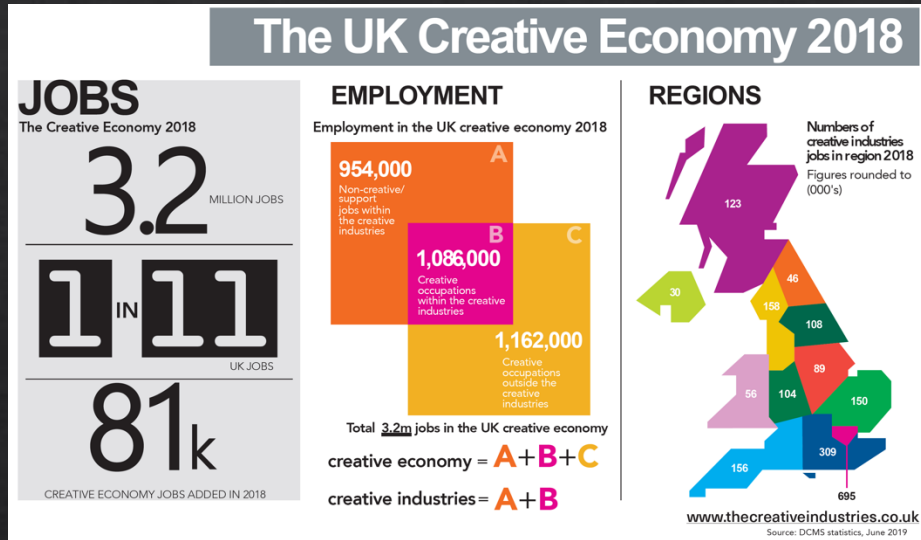 The UK Creative Economy 2018
JOBS
The Creative Economy 2018
3.2
MILLION JOBS
1 IN 11
UK JOBS
81k
CREATIVE ECONOMY JOBS ADDED IN 2018
EMPLOYMENT
Employment in the UK creative economy 2018
A
954,000
Non-creative/
support
jobs within
the creative
industries
B
1,086,000
Creative
occupations
within the creative
industries
C
1,162,000
Creative
occupations
outside the
creative
industries
Total 3.2m jobs in the UK creative economy
creative economy = A+B+C
creative industries= A+B
REGIONS
Numbers of
creative industries
jobs in region 2018
Figures rounded to
(000's)
123
46
30
158
108
89
56
104
150
309
156
695
www.thecreativeindustries.co.uk
Source: DCMS statistics, June 2019